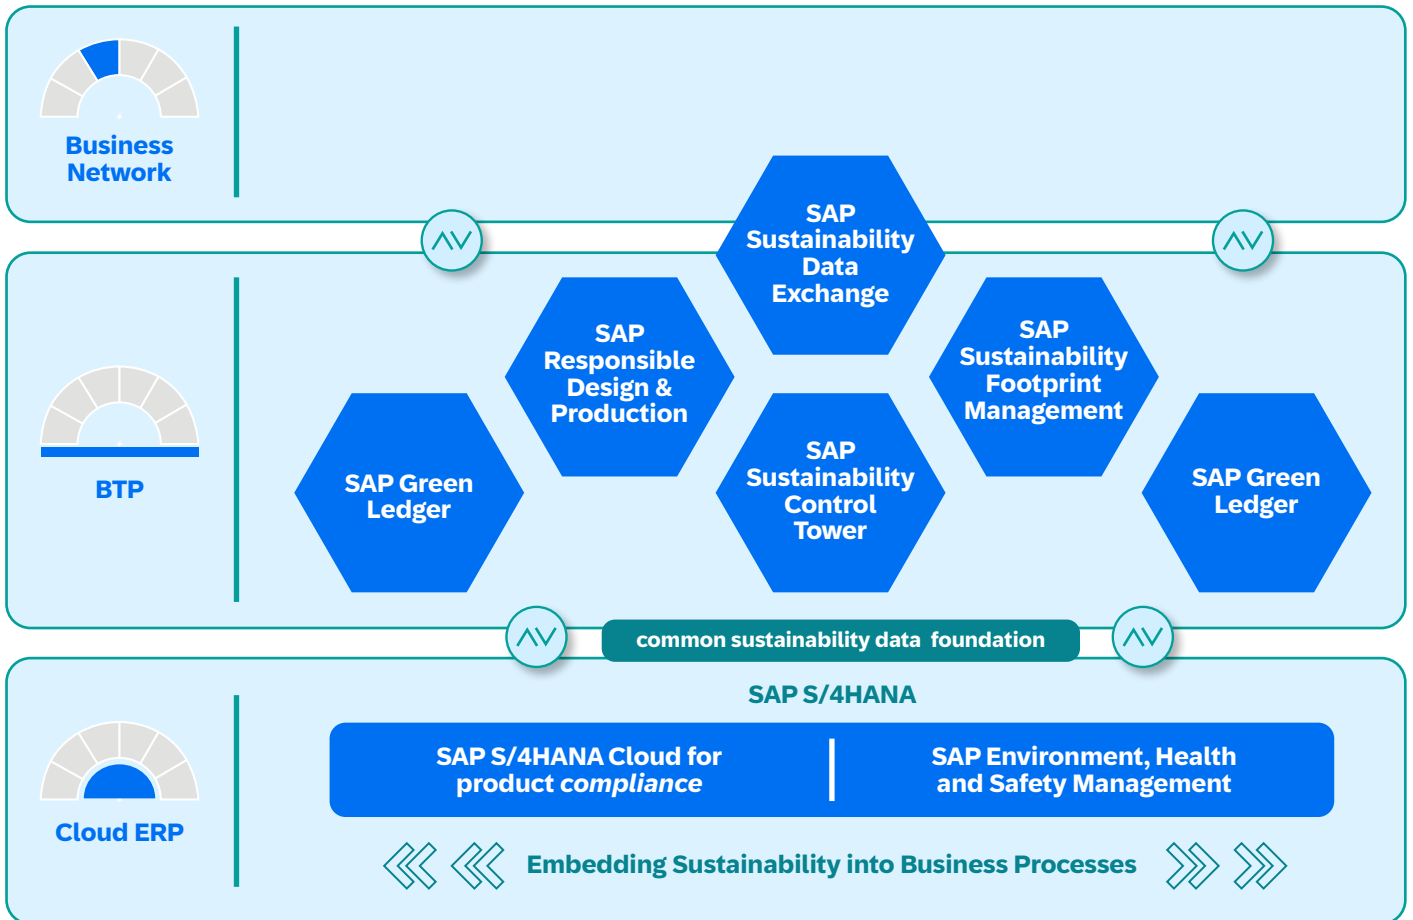 Business
Network
SAP
Sustainability
Data
Exchange
SAP
Responsible
Design &
Production
SAP
Sustainability
Footprint
Management
SAP Green
Ledger
SAP
Sustainability
Control
Tower
SAP Green
Ledger
BTP
common sustainability data foundation
SAP S/4HANA
SAP S/4HANA Cloud for
product compliance
SAP Environment, Health
and Safety Management
Cloud ERP
Embedding Sustainability into Business Processes